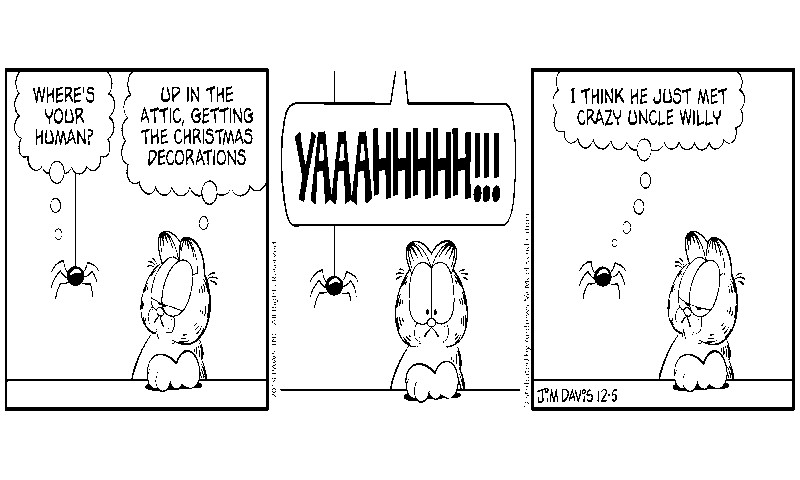 WHERE'S
YOUR
HUMAN?
UP IN THE
ATTIC, GETTING
THE CHRISTMAS
DECORATIONS
YAAAHHHHH!!!
I THINK HE JUST MET
CRAZY UNCLE WILLY
JIM DAVIS 12-5